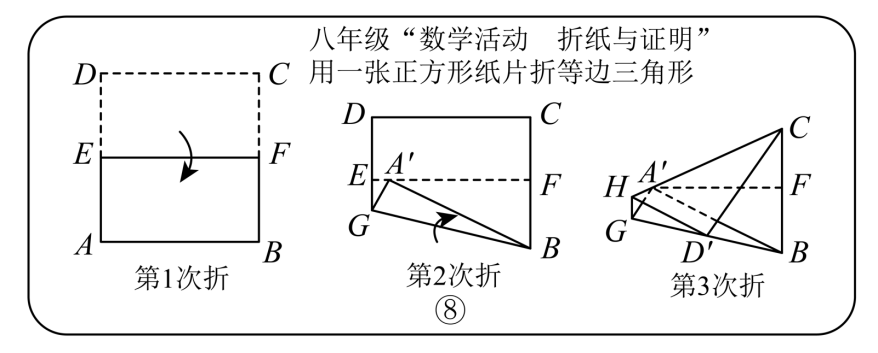 八年级“数学活动 折纸与证明”
用一张正方形纸片折等边三角形
D C
E F
A B
第1次折
D C
E A′ F
G B
第2次折
C
H A′ F
G D′ B
第3次折
⑧